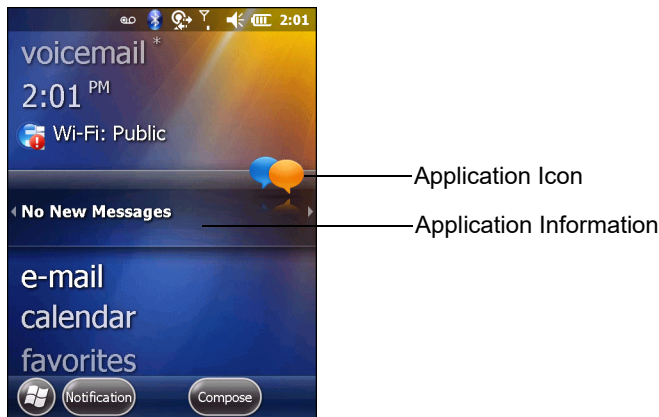 2:01
voicemail *
2:01 PM
Wi-Fi: Public
Application Icon
No New Messages
Application Information
e-mail
calendar
favorites
Notification
Compose